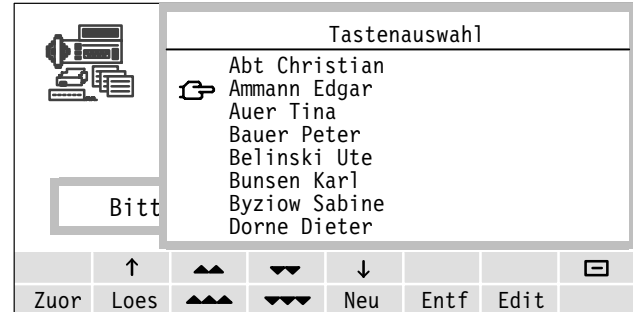 Tastenauswahl
Abt Christian
Ammann Edgar
Auer Tina
Bauer Peter
Belinski Ute
Bunsen Karl
Byziow Sabine
Dorne Dieter
Bitt
Zuor Loes Neu Entf Edit